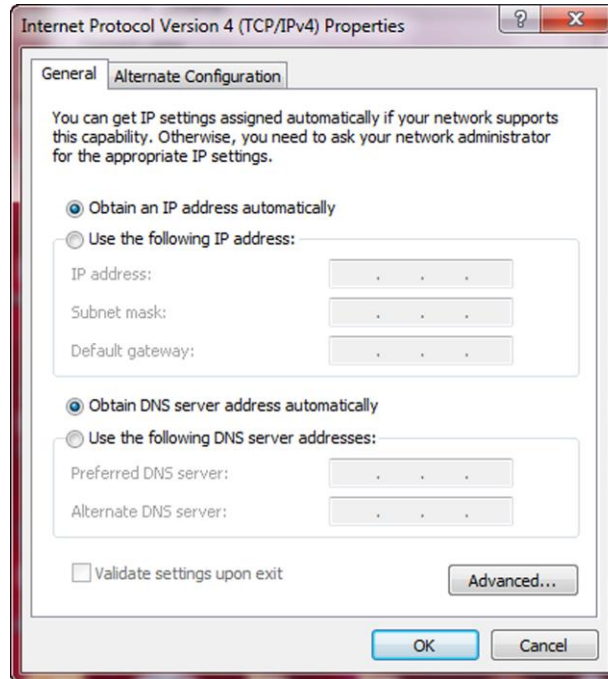 Internet Protocol Version 4 (TCP/IPv4) Properties
General
Alternate Configuration
You can get IP settings assigned automatically if your network supports
this capability. Otherwise, you need to ask your network administrator
for the appropriate IP settings.
Obtain an IP address automatically
Use the following IP address:
IP address:
Subnet mask:
Default gateway:
Obtain DNS server address automatically
Use the following DNS server addresses:
Preferred DNS server:
Alternate DNS server:
Validate settings upon exit
Advanced...
OK
Cancel